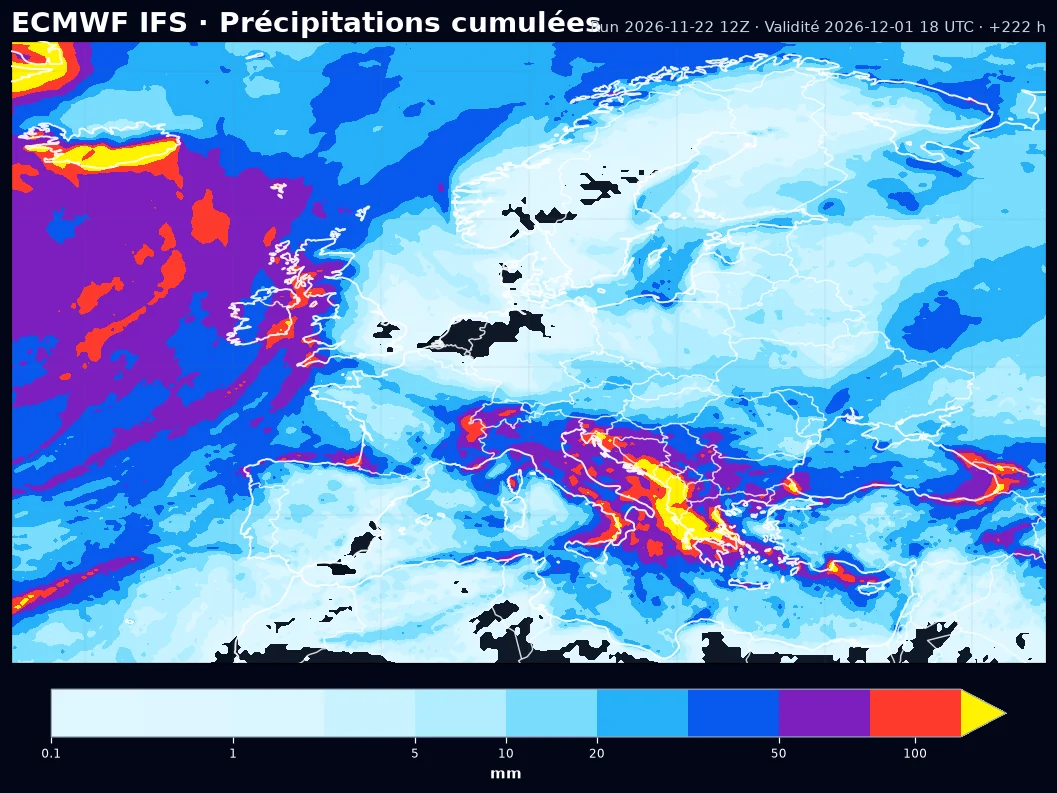 ECMWF IFS · Précipitations cumulées
Run 2026-11-22 12Z · Validité 2026-12-01 18 UTC · +222 h
0.1 1 5 10 20 50 100
mm